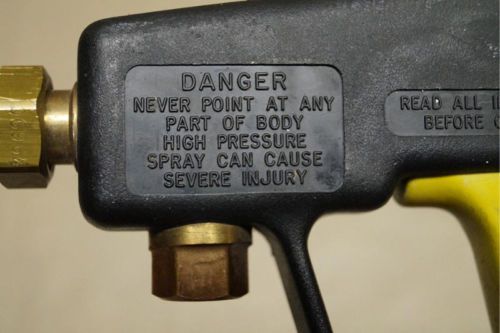 DANGER
NEVER POINT AT ANY
PART OF BODY
HIGH PRESSURE
SPRAY CAN CAUSE
SEVERE INJURY
READ ALL
BEFORE